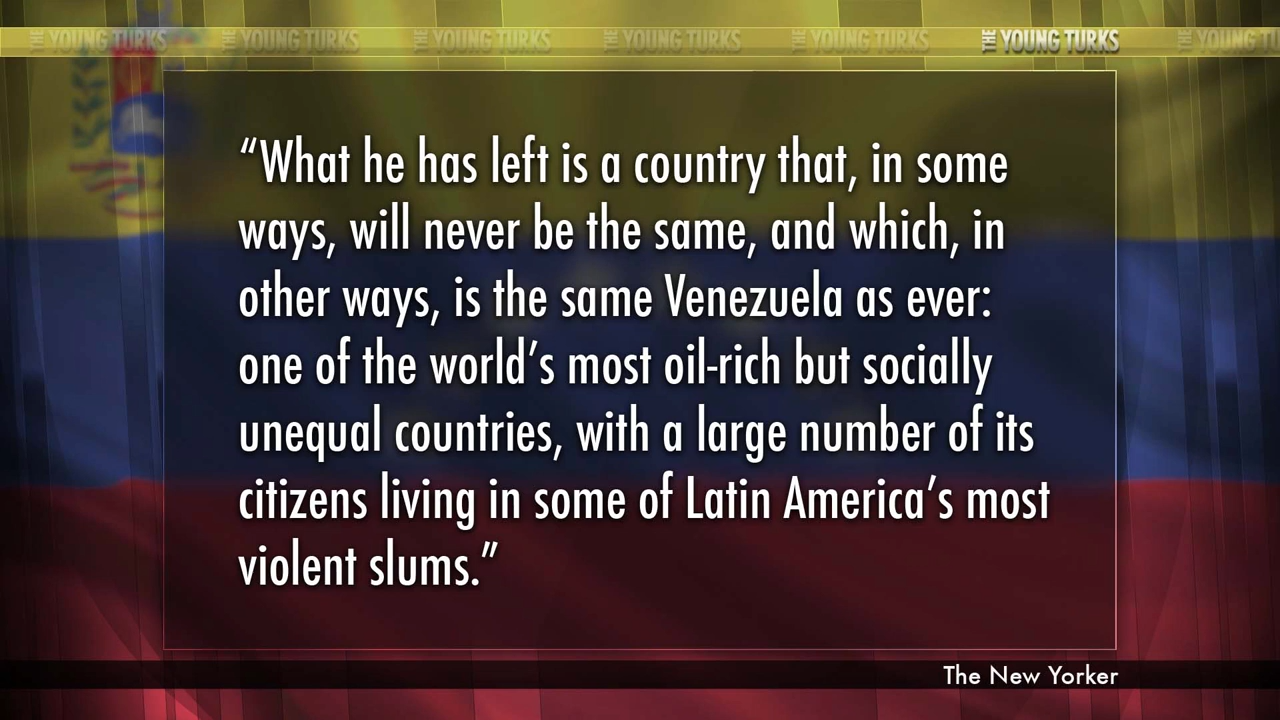 THE YOUNG TURKS THE YOUNG TURKS THE YOUNG TURKS THE YOUNG TURKS THE YOUNG TURKS THE YOUNG TURKS THE YOUNG TU
“What he has left is a country that, in some
ways, will never be the same, and which, in
other ways, is the same Venezuela as ever:
one of the world’s most oil-rich but socially
unequal countries, with a large number of its
citizens living in some of Latin America’s most
violent slums.”
The New Yorker